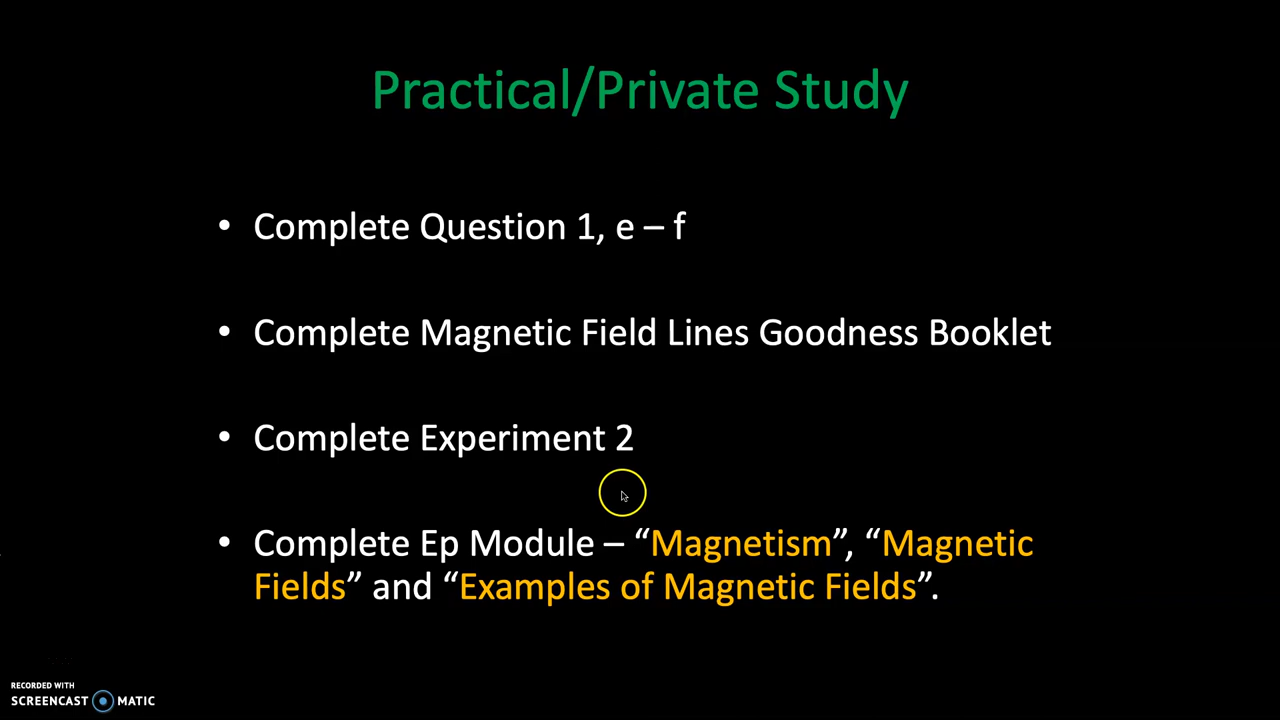 Practical/Private Study
• Complete Question 1, e – f
• Complete Magnetic Field Lines Goodness Booklet
• Complete Experiment 2
• Complete Ep Module – “Magnetism”, “Magnetic
Fields” and “Examples of Magnetic Fields”.
RECORDED WITH
SCREENCAST MATIC